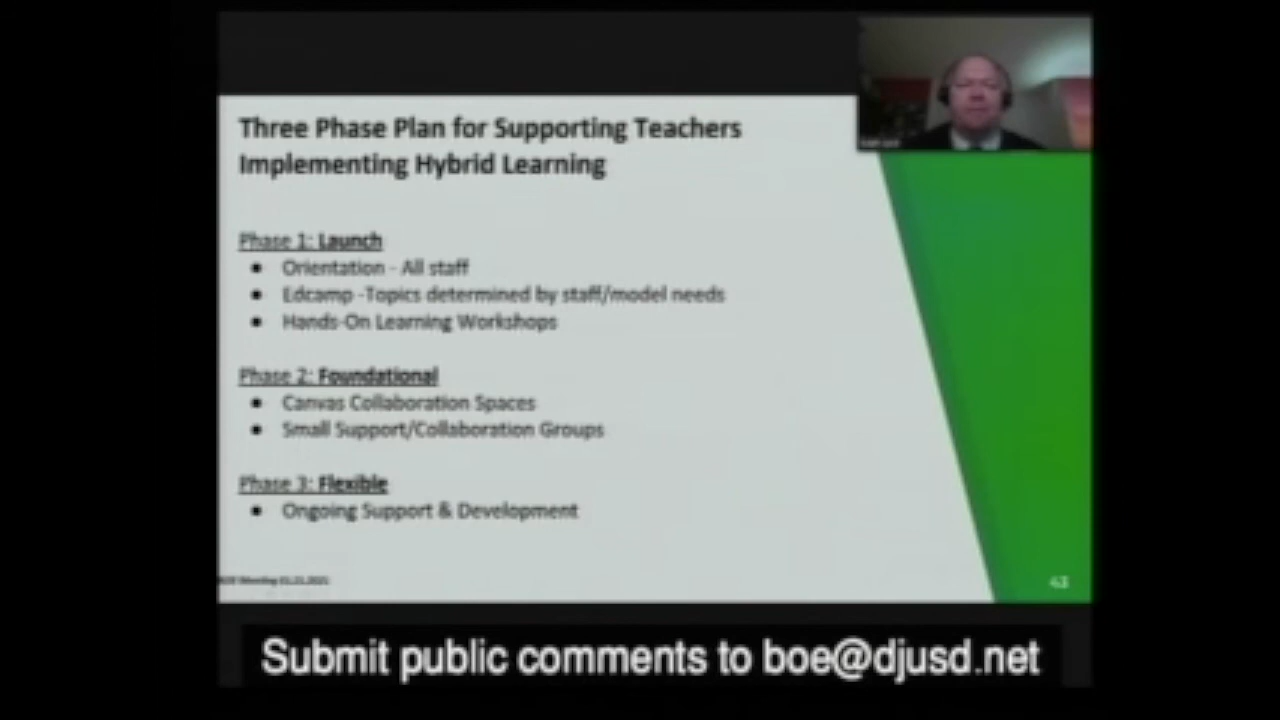 Three Phase Plan for Supporting Teachers
Implementing Hybrid Learning
Phase 1: Launch
● Orientation - All staff
● Edcamp -Topics determined by staff/model needs
● Hands-On Learning Workshops
Phase 2: Foundational
● Canvas Collaboration Spaces
● Small Support/Collaboration Groups
Phase 3: Flexible
● Ongoing Support & Development
Meeting
43
Submit public comments to boe@djusd.net